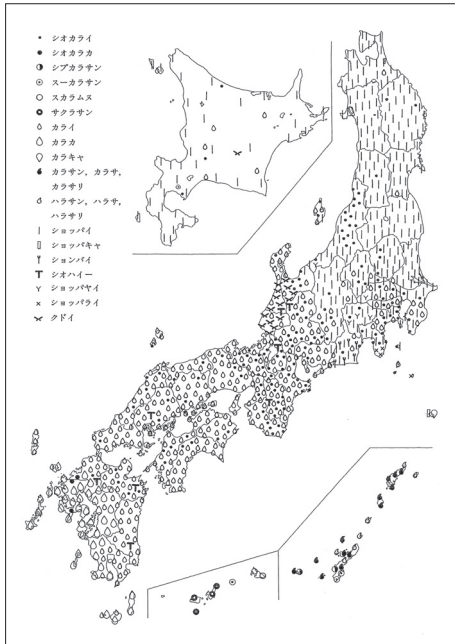 シオカライ
シオカラカ
シプカラサン
スーカラサン
スカラムヌ
サクラサン
カライ
カラカ
カラキャ
カラサン，カラサ，
カラサリ
ハラサン，ハラサ，
ハラサリ
ショッパイ
ショッパキャ
ションパイ
シオハイー
ショッパヤイ
ショッパライ
クドイ